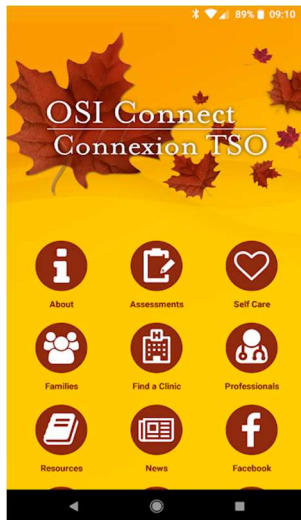 89% 09:10
OSI Connect
Connexion TSO
About Assessments Self Care
H
Families Find a Clinic Professionals
Resources News Facebook